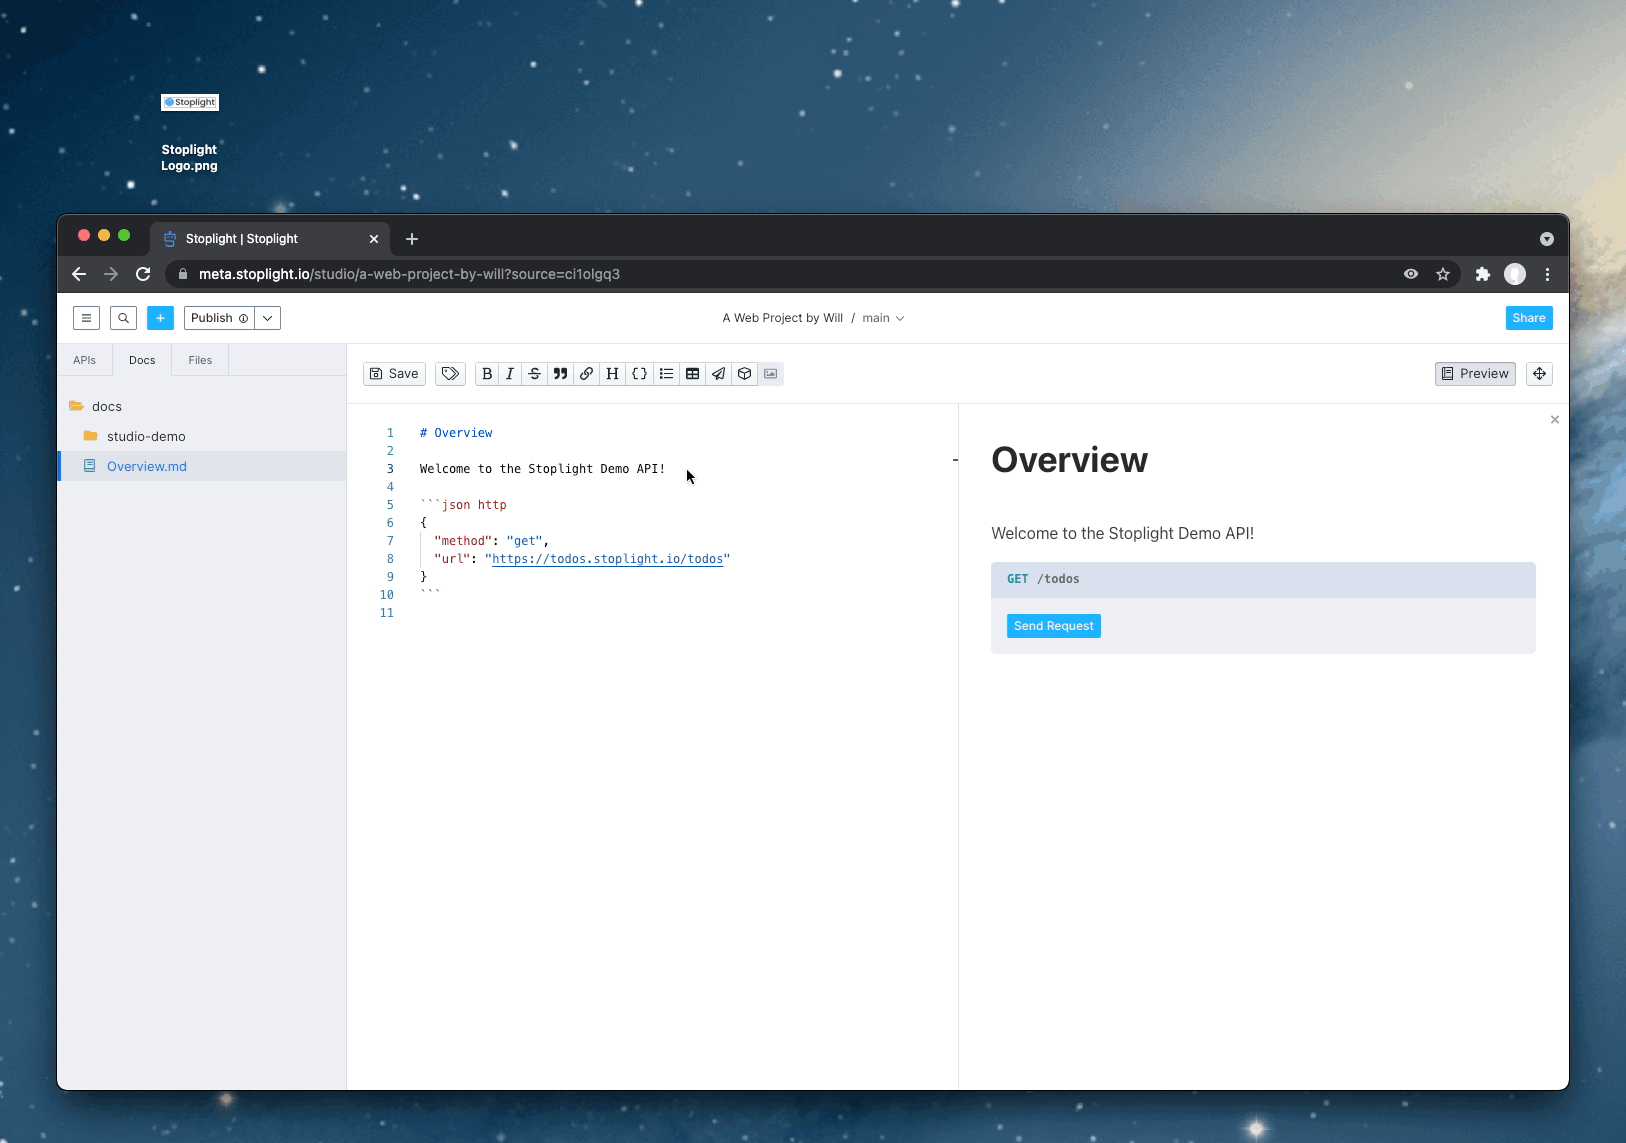 Stoplight
Stoplight
Logo.png
Stoplight | Stoplight
meta.stoplight.io/studio/a-web-project-by-will?source=ci1olgq3
Publish
A Web Project by Will / main
Share
APIs Docs Files
Save
B I S H {}
Preview
docs
studio-demo
Overview.md
1 # Overview
2
3 Welcome to the Stoplight Demo API!
4
5 ```json http
6 {
7 "method": "get",
8 "url": "https://todos.stoplight.io/todos"
9 }
10 ```
11
Overview
Welcome to the Stoplight Demo API!
GET /todos
Send Request